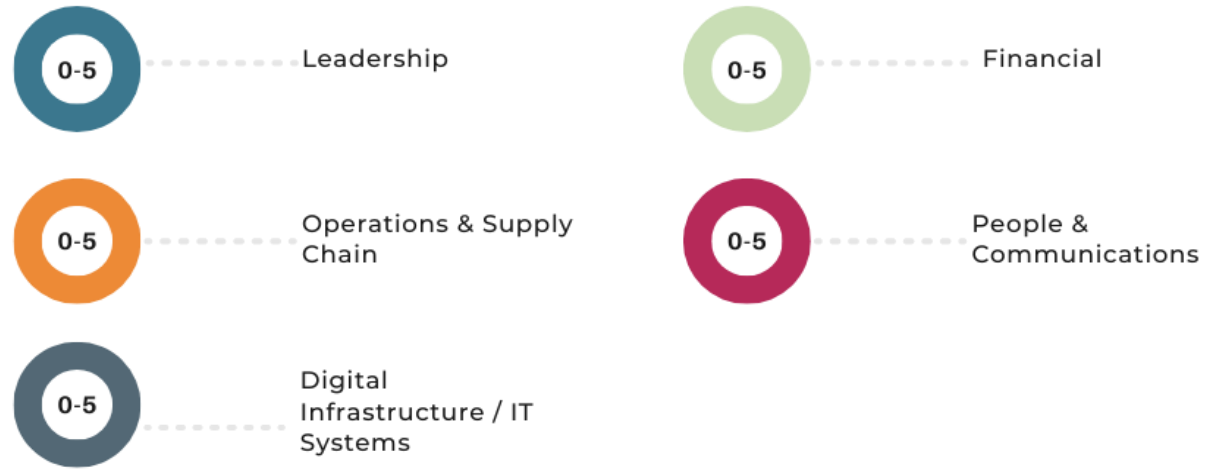 0-5
Leadership
0-5
Financial
0-5
Operations & Supply
Chain
0-5
People &
Communications
0-5
Digital
Infrastructure / IT
Systems